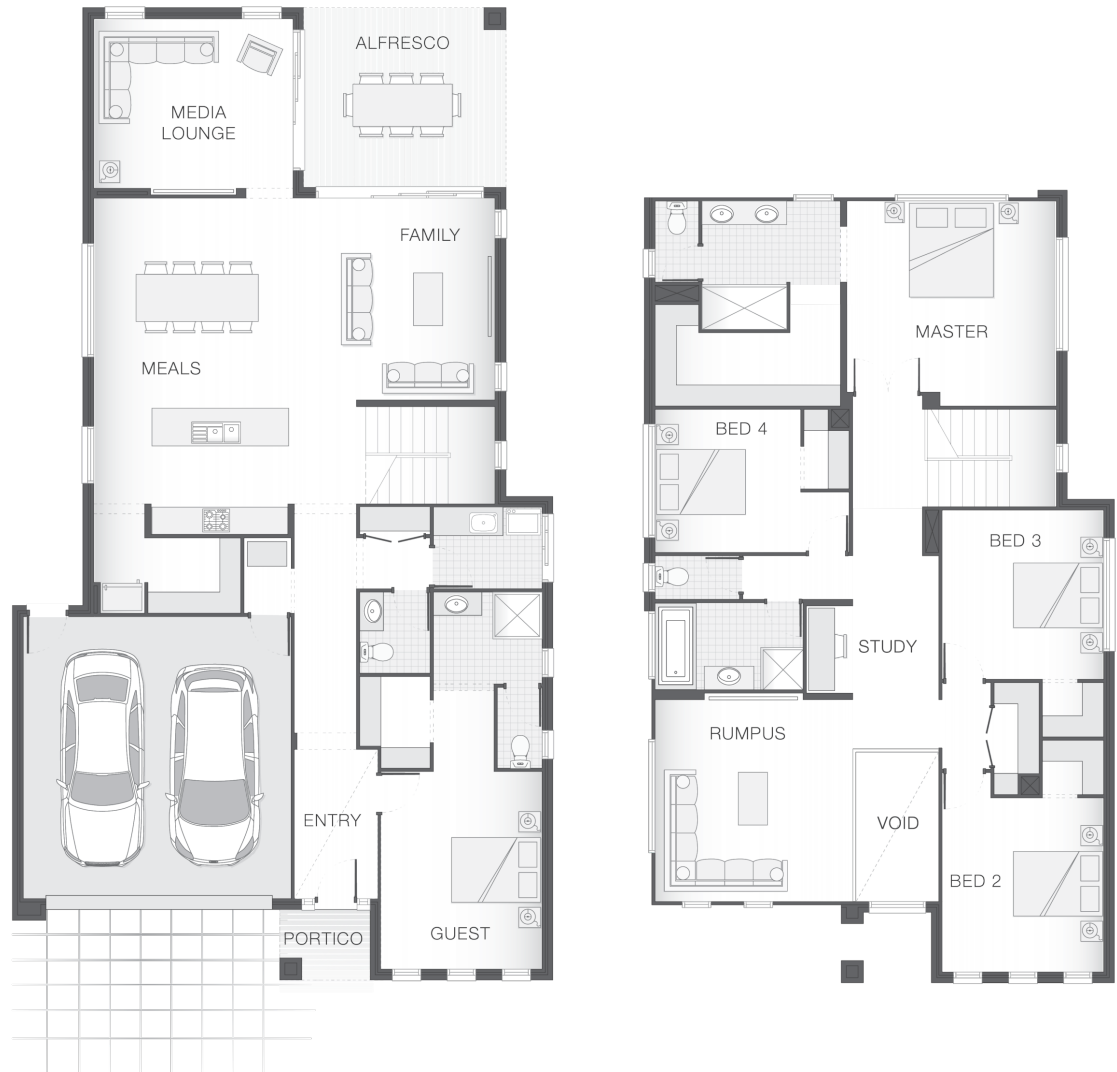 ALFRESCO
MEDIA
LOUNGE
FAMILY
MEALS
ENTRY
PORTICO
GUEST
MASTER
BED 4
BED 3
STUDY
RUMPUS
VOID
BED 2